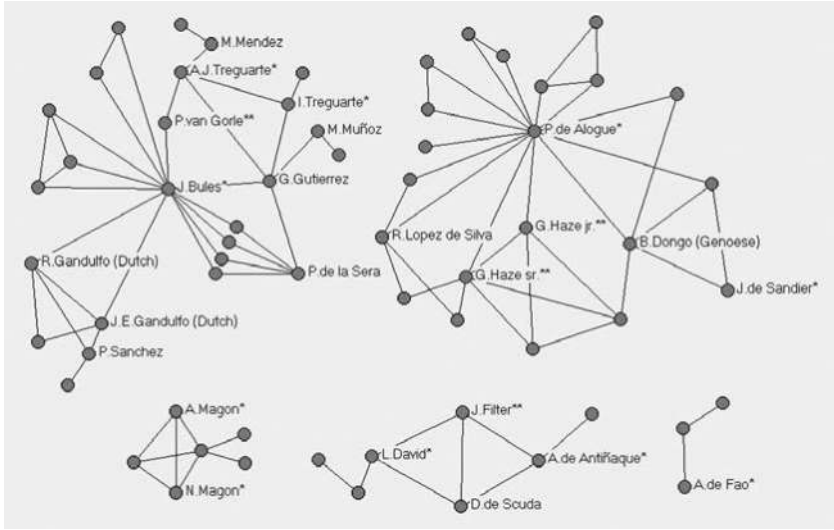 M.Mendez
A.J.Treguarte*
I.Treguarte*
P.van Gorle**
M.Muñoz
J.Bules*
G.Gutierrez
R.Gandulfo (Dutch)
P.de la Sera
J.E.Gandulfo (Dutch)
P.Sanchez
P.de Alogue*
R.Lopez de Silva
G.Haze jr.**
B.Dongo (Genoese)
G.Haze sr.**
J.de Sandier*
A.Magon*
N.Magon*
J.Filter**
L.David*
A.de Antiñaque*
D.de Scuda
A.de Fao*